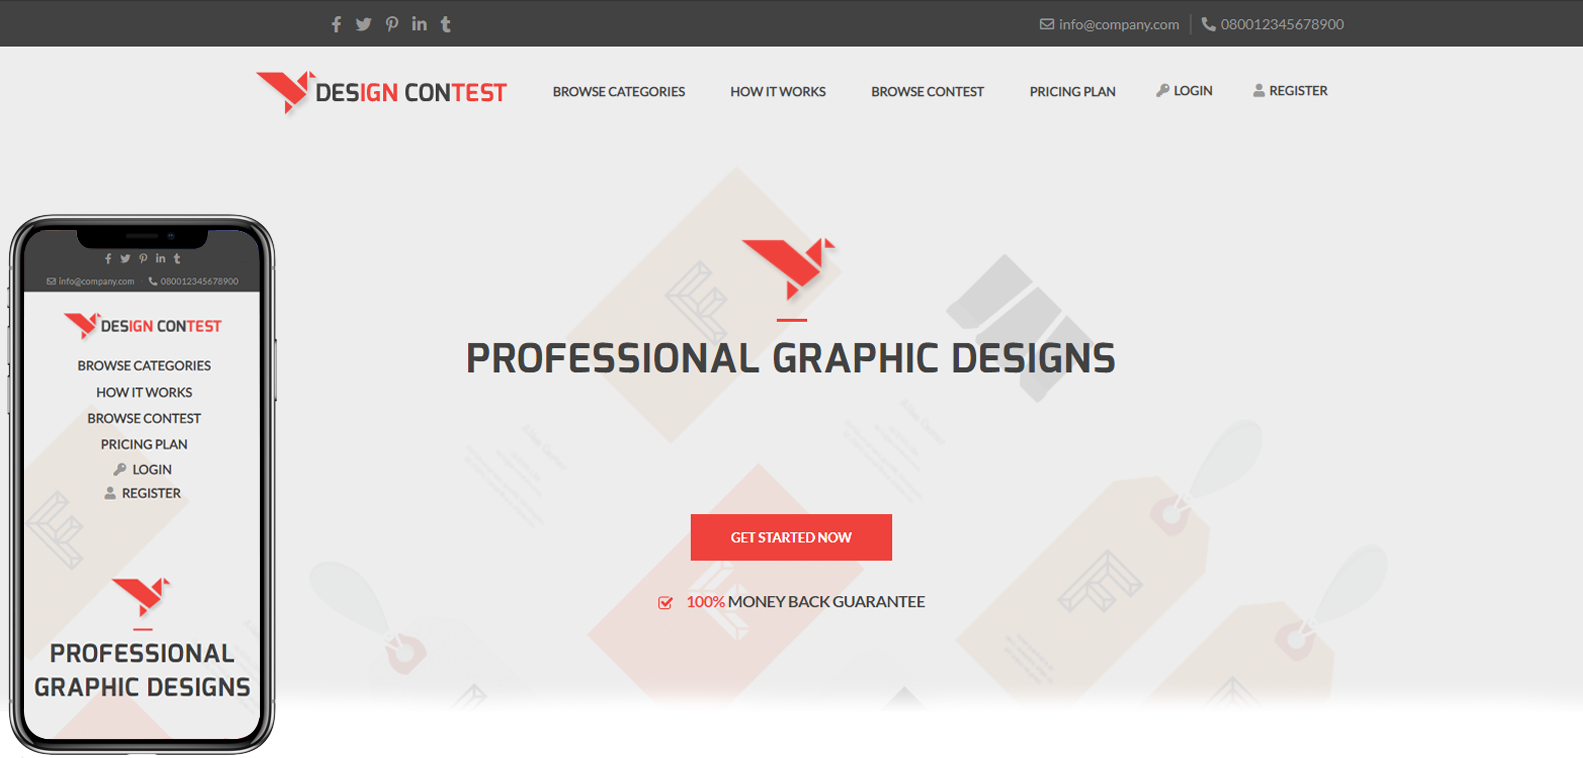 info@company.com
080012345678900
DESIGN CONTEST
BROWSE CATEGORIES
HOW IT WORKS
BROWSE CONTEST
PRICING PLAN
LOGIN
REGISTER
PROFESSIONAL GRAPHIC DESIGNS
GET STARTED NOW
100% MONEY BACK GUARANTEE
info@company.com
080012345678900
DESIGN CONTEST
BROWSE CATEGORIES
HOW IT WORKS
BROWSE CONTEST
PRICING PLAN
LOGIN
REGISTER
PROFESSIONAL
GRAPHIC DESIGNS